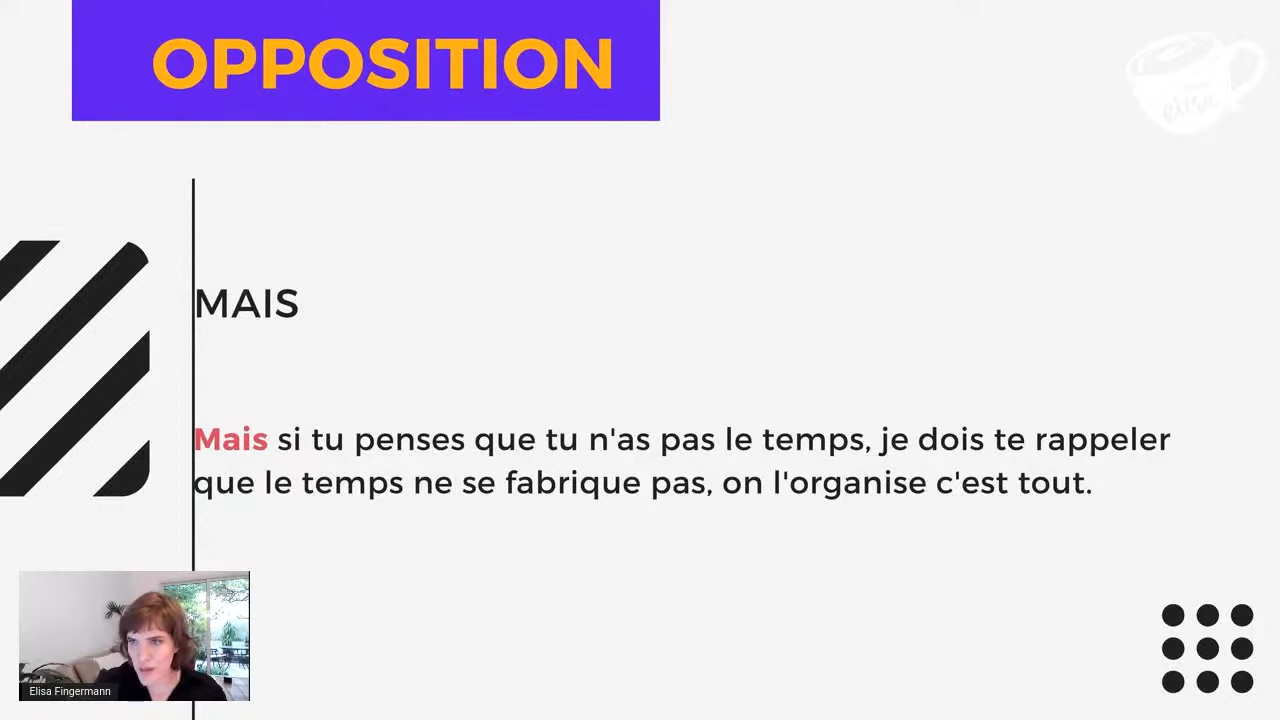 OPPOSITION
MAIS
Mais si tu penses que tu n'as pas le temps, je dois te rappeler
que le temps ne se fabrique pas, on l'organise c'est tout.
Elisa Fingermann